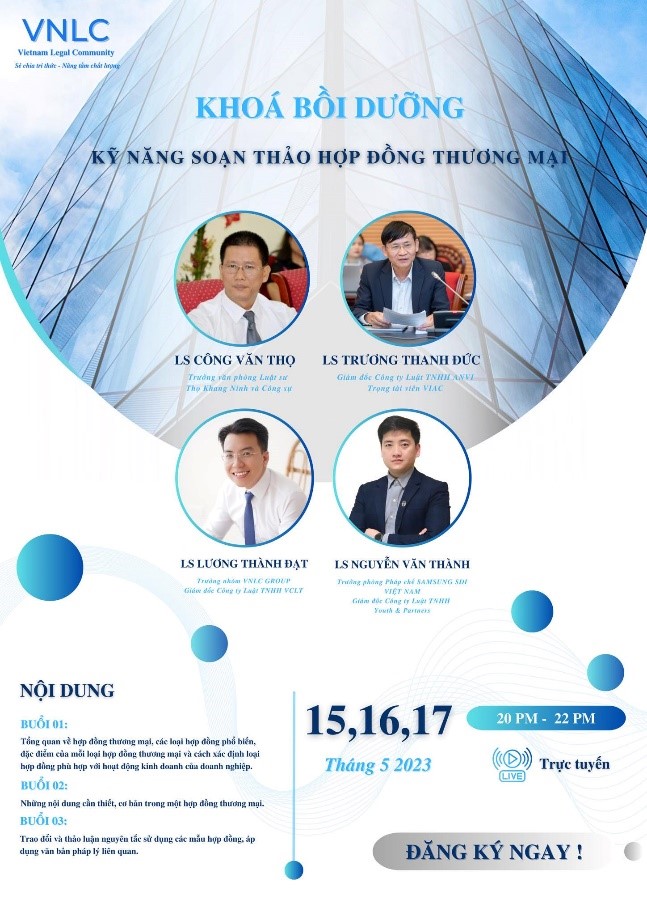 VNLC
Vietnam Legal Community
Sẻ chia tri thức - Nâng tầm chất lượng
KHOÁ BỒI DƯỠNG
KỸ NĂNG SOẠN THẢO HỢP ĐỒNG THƯƠNG MẠI
LS CÔNG VĂN THỌ
Trưởng văn phòng Luật sư
Thọ Khang Ninh và Công sự
LS TRƯƠNG THANH ĐỨC
Giám đốc Công ty Luật TNHH ANVI
Trọng tài viên VIAC
LS LƯƠNG THÀNH ĐẠT
Trưởng nhóm VNLC GROUP
Giám đốc Công ty Luật TNHH VCLT
LS NGUYỄN VĂN THÀNH
Trưởng phòng Pháp chế SAMSUNG SDI
VIỆT NAM
Giám đốc Công ty Luật TNHH
Youth & Partners
NỘI DUNG
BUỔI 01:
Tổng quan về hợp đồng thương mại, các loại hợp đồng phổ biến,
đặc điểm của mỗi loại hợp đồng thương mại và cách xác định loại
hợp đồng phù hợp với hoạt động kinh doanh của doanh nghiệp.
BUỔI 02:
Những nội dung cần thiết, cơ bản trong một hợp đồng thương mại.
BUỔI 03:
Trao đổi và thảo luận nguyên tắc sử dụng các mẫu hợp đồng, áp
dụng văn bản pháp lý liên quan.
15,16,17
Tháng 5 2023
20 PM - 22 PM
LIVE
Trực tuyến
ĐĂNG KÝ NGAY !